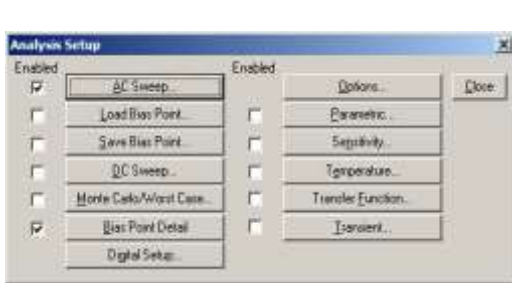 Analysis Setup
Enabled
Enabled
AC Sweep...
Options...
Close
Load Bias Point...
Parametric...
Save Bias Point...
Sensitivity...
DC Sweep...
Temperature...
Monte Carlo/Worst Case...
Transfer Function...
Bias Point Detail
Transient...
Digital Setup...